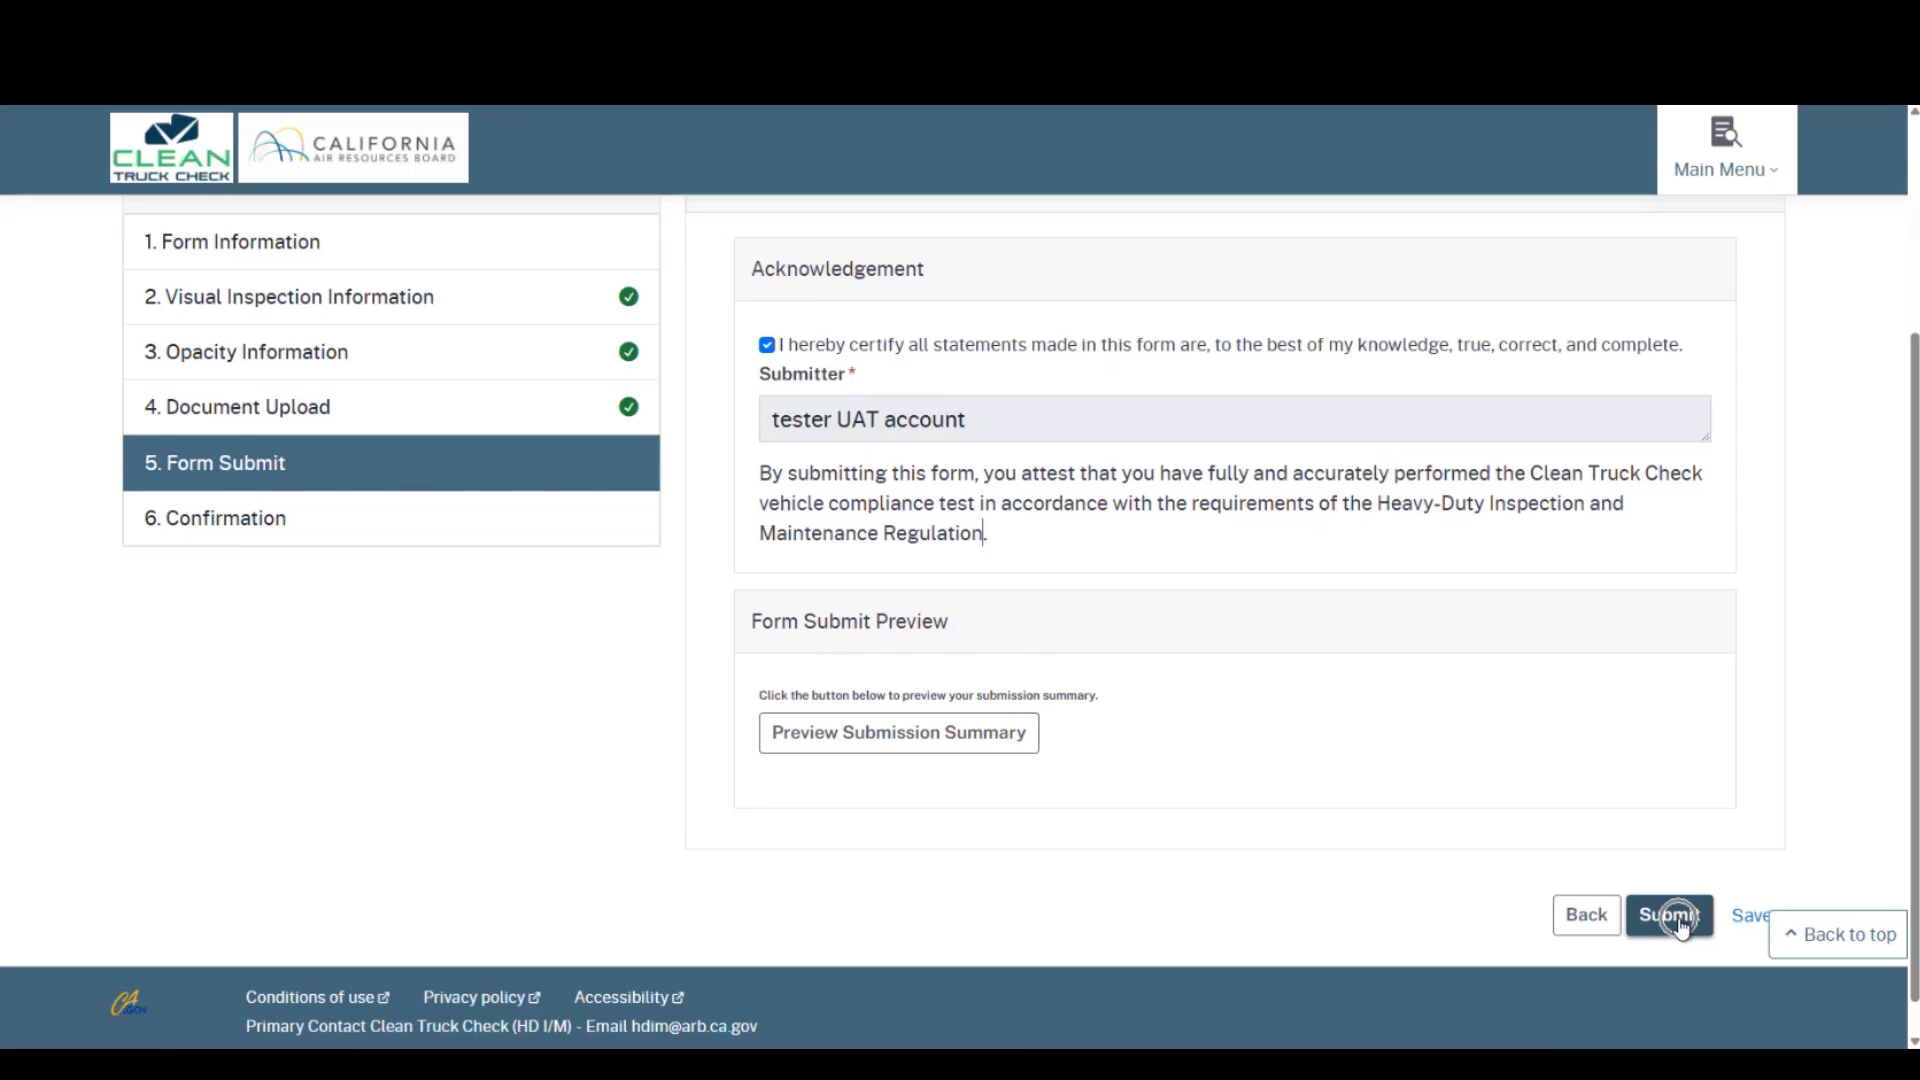 CLEAN
TRUCK CHECK
CALIFORNIA
AIR RESOURCES BOARD
Main Menu
1. Form Information
2. Visual Inspection Information
3. Opacity Information
4. Document Upload
5. Form Submit
6. Confirmation
Acknowledgement
I hereby certify all statements made in this form are, to the best of my knowledge, true, correct, and complete.
Submitter *
tester UAT account
By submitting this form, you attest that you have fully and accurately performed the Clean Truck Check
vehicle compliance test in accordance with the requirements of the Heavy-Duty Inspection and
Maintenance Regulation.
Form Submit Preview
Click the button below to preview your submission summary.
Preview Submission Summary
Back
Submit
Save
Back to top
CA
GOV
Conditions of use
Privacy policy
Accessibility
Primary Contact Clean Truck Check (HD I/M) - Email hdim@arb.ca.gov